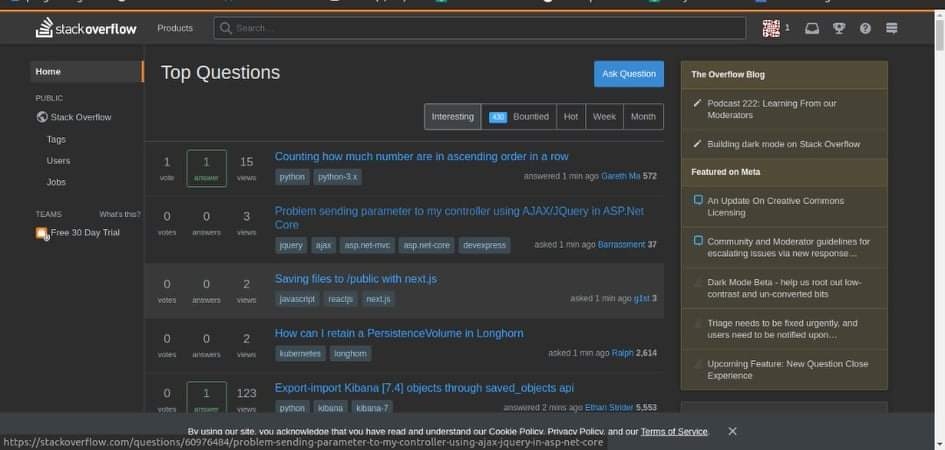 stackoverflow
Products
Search...
1
Home
PUBLIC
Stack Overflow
Tags
Users
Jobs
TEAMS What's this?
Free 30 Day Trial
Top Questions
Ask Question
Interesting 430 Bountied Hot Week Month
1 1 15
vote answer views
Counting how much number are in ascending order in a row
python python-3.x
answered 1 min ago Gareth Ma 572
0 0 3
votes answers views
Problem sending parameter to my controller using AJAX/JQuery in ASP.Net
Core
jquery ajax asp.net-mvc asp.net-core devexpress
asked 1 min ago Barrassment 37
0 0 2
votes answers views
Saving files to /public with next.js
javascript reactjs next.js
asked 1 min ago g1st 3
0 0 2
votes answers views
How can I retain a PersistenceVolume in Longhorn
kubernetes longhorn
asked 1 min ago Ralph 2,614
0 1 123
votes answer views
Export-import Kibana [7.4] objects through saved_objects api
python kibana kibana-7
answered 2 mins ago Ethan Strider 5,553
The Overflow Blog
Podcast 222: Learning From our
Moderators
Building dark mode on Stack Overflow
Featured on Meta
An Update On Creative Commons
Licensing
Community and Moderator guidelines for
escalating issues via new response…
Dark Mode Beta - help us root out low-
contrast and un-converted bits
Triage needs to be fixed urgently, and
users need to be notified upon…
Upcoming Feature: New Question Close
Experience
By using our site, you acknowledge that you have read and understand our Cookie Policy, Privacy Policy, and our Terms of Service.
https://stackoverflow.com/questions/60976484/problem-sending-parameter-to-my-controller-using-ajax-jquery-in-asp-net-core